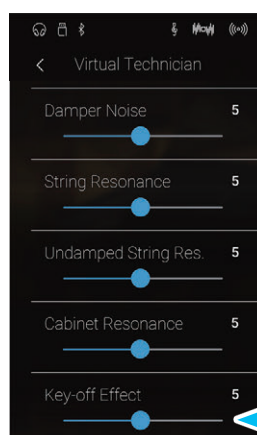 Virtual Technician
Damper Noise 5
String Resonance 5
Undamped String Res. 5
Cabinet Resonance 5
Key-off Effect 5